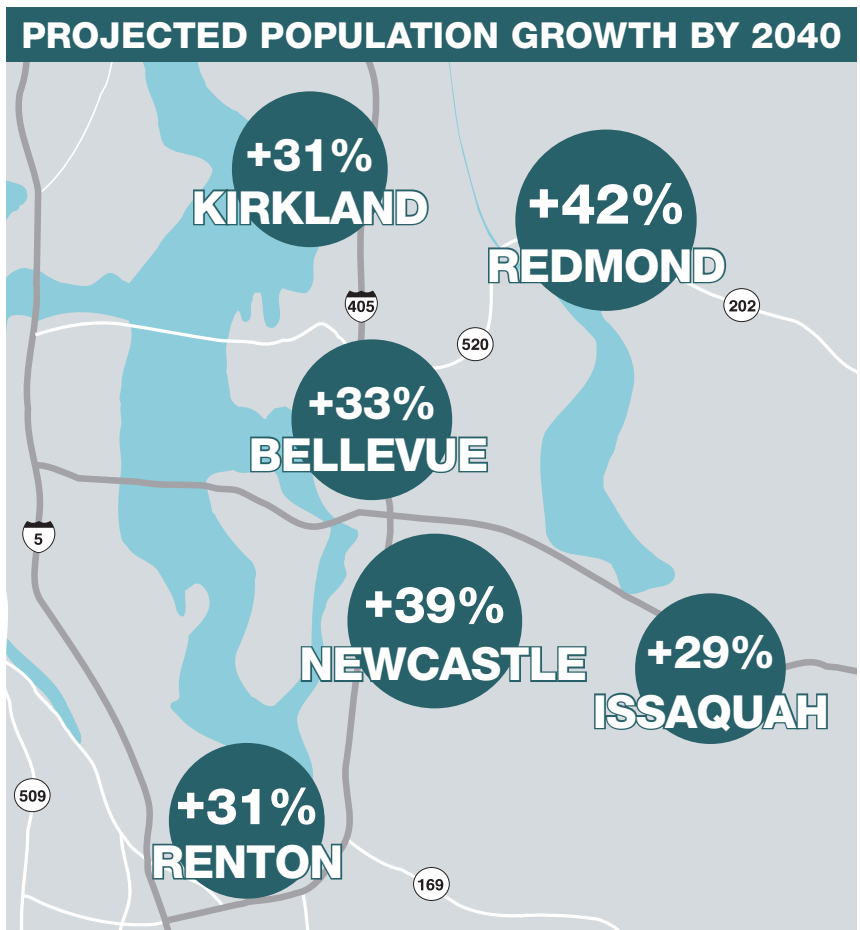 PROJECTED POPULATION GROWTH BY 2040
+31%
KIRKLAND
+42%
REDMOND
405
202
520
+33%
BELLEVUE
5
+39%
NEWCASTLE
+29%
ISSAQUAH
509
+31%
RENTON
169